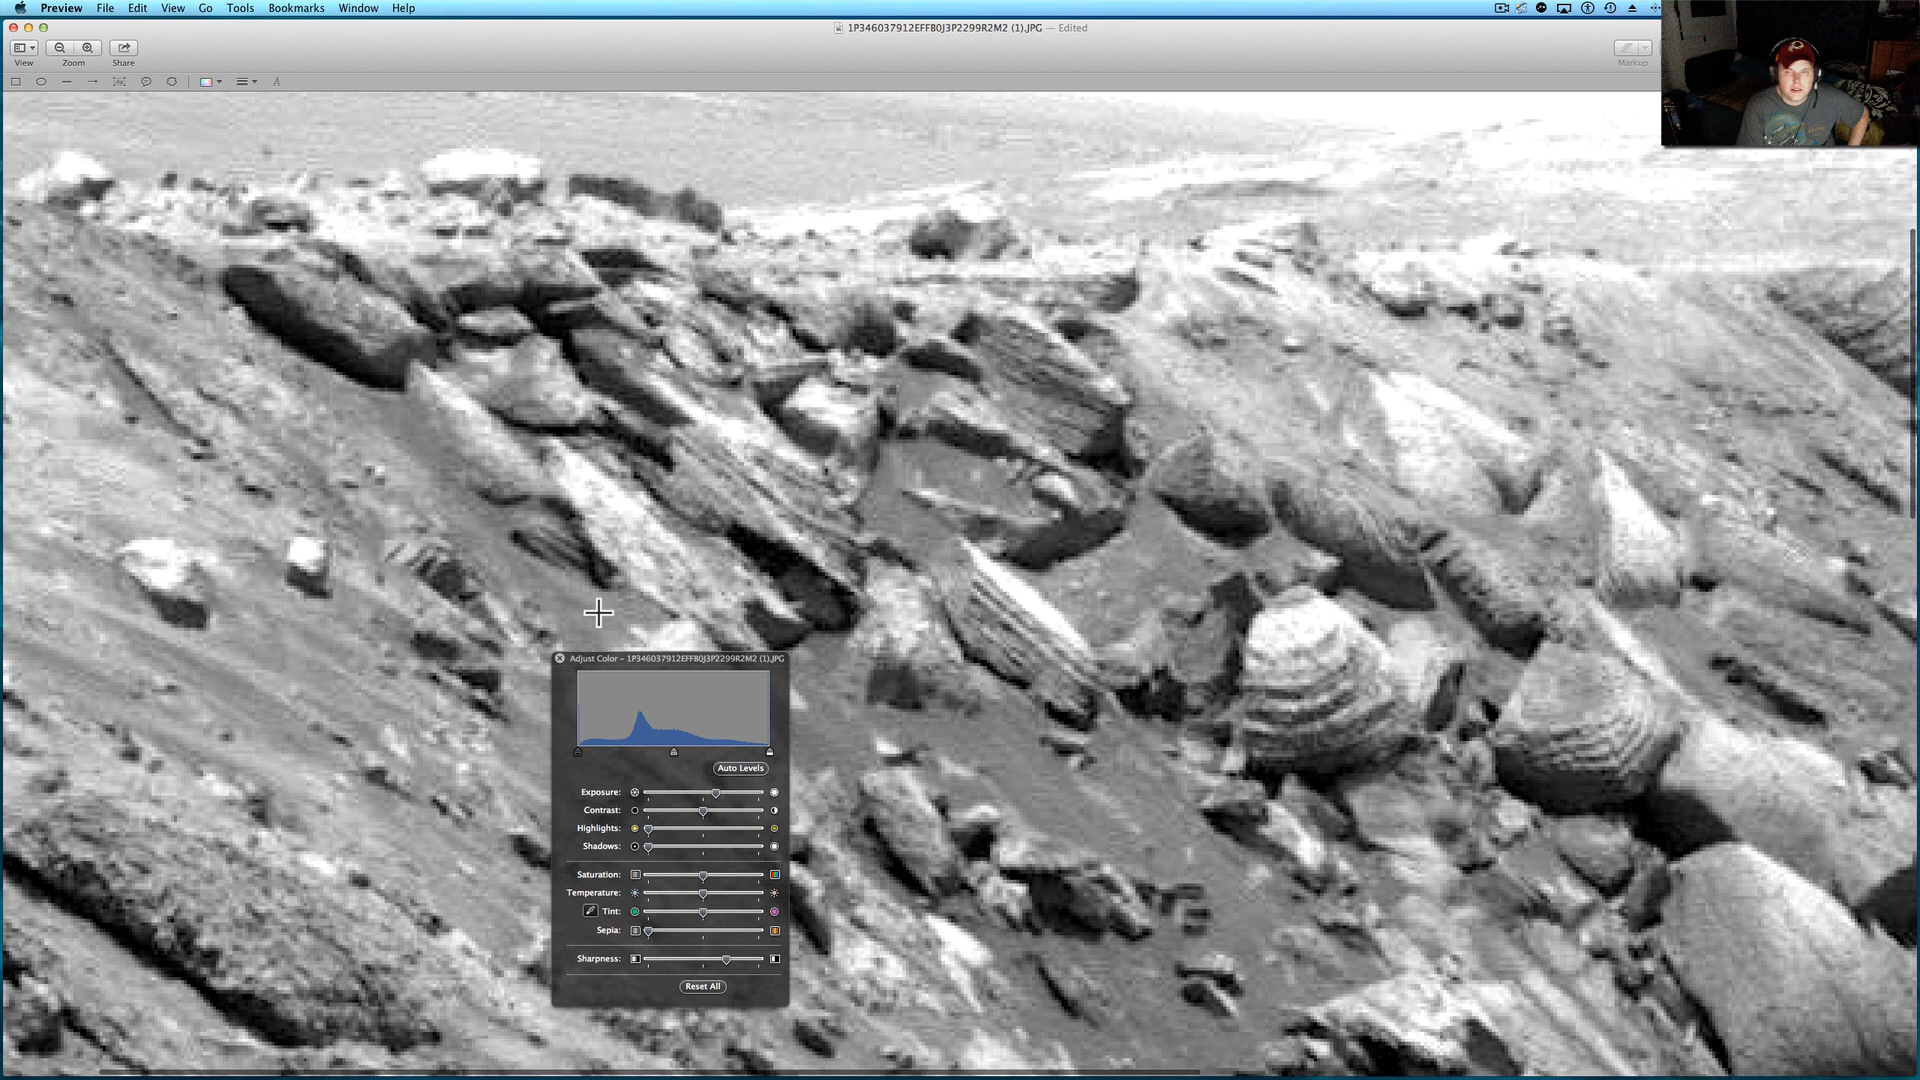 Preview File Edit View Go Tools Bookmarks Window Help
1P346037912EFFB0J3P2299R2M2 (1).JPG — Edited
View Zoom Share Markup
Adjust Color - 1P346037912EFFB0J3P2299R2M2 (1).JPG
Auto Levels
Exposure:
Contrast:
Highlights:
Shadows:
Saturation:
Temperature:
Tint:
Sepia:
Sharpness:
Reset All